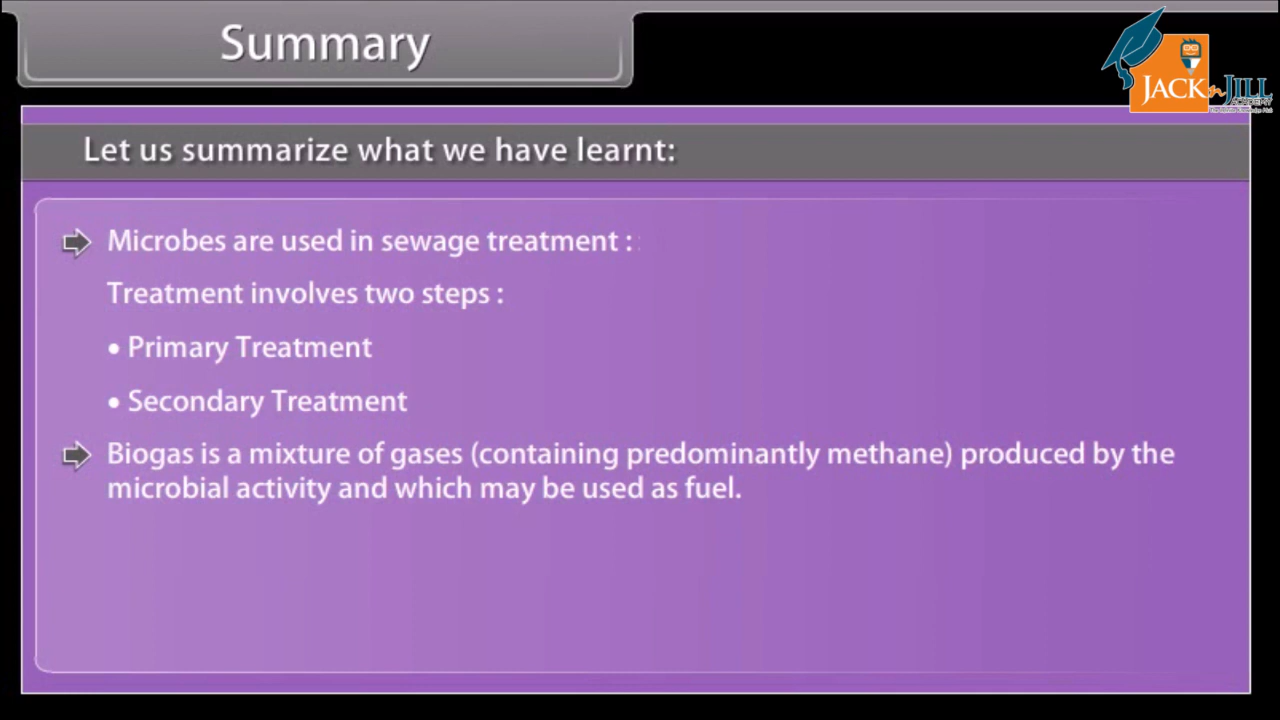 Summary
JACK n JILL
ACADEMY
Let us summarize what we have learnt:
Microbes are used in sewage treatment :
Treatment involves two steps :
• Primary Treatment
• Secondary Treatment
Biogas is a mixture of gases (containing predominantly methane) produced by the
microbial activity and which may be used as fuel.